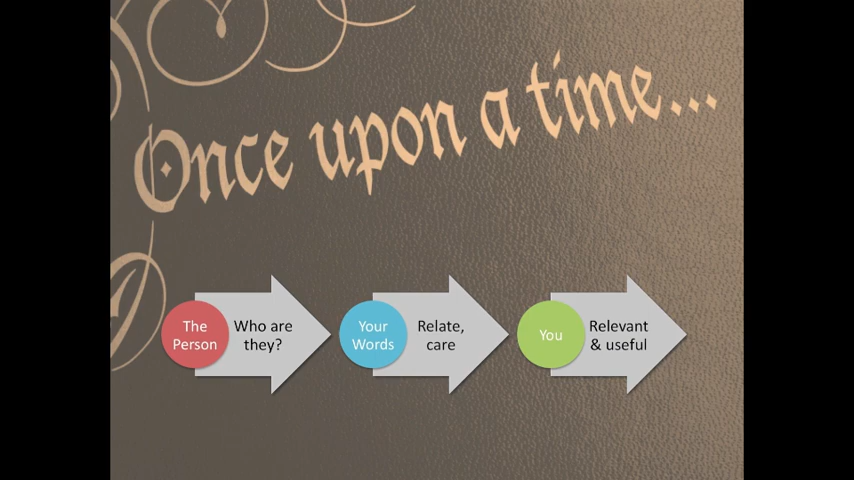 Once upon a time...
The
Person
Who are
they?
Your
Words
Relate,
care
You
Relevant
& useful